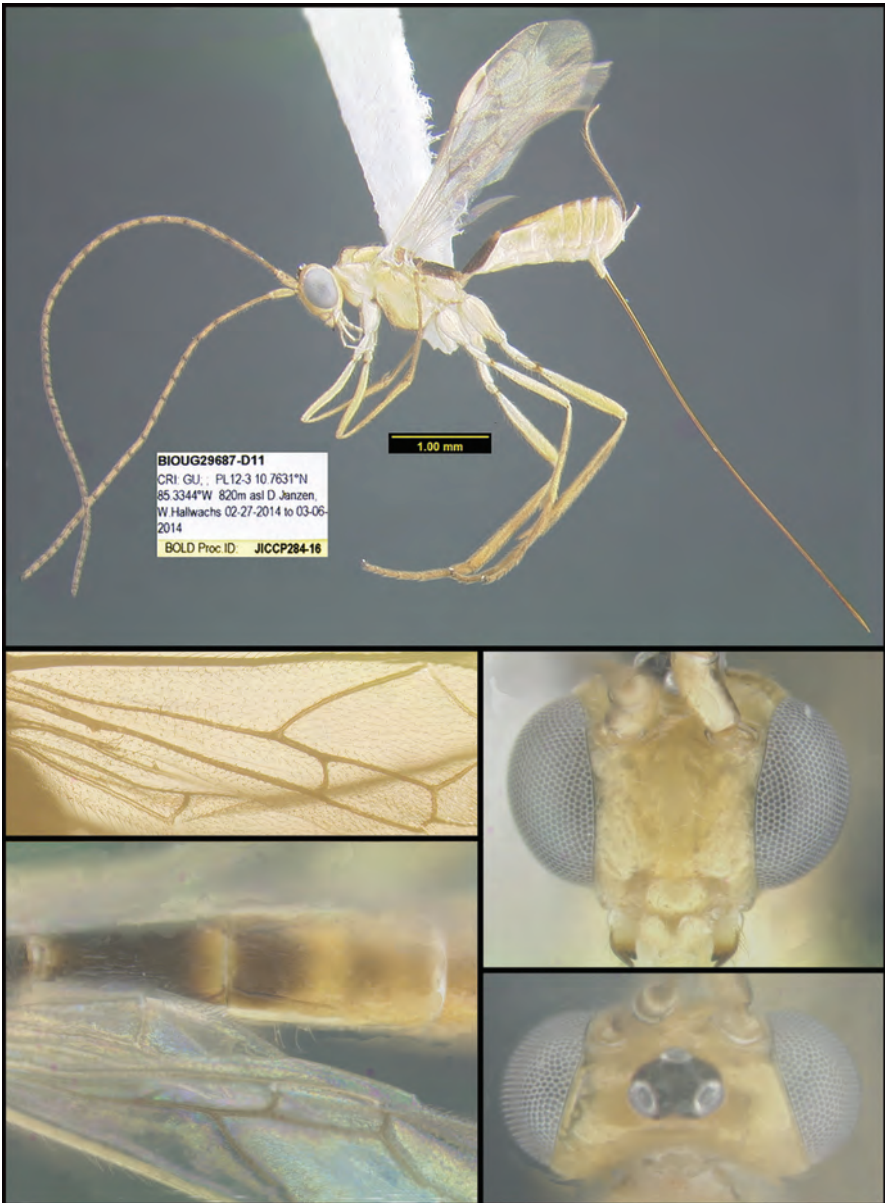 BIOUG29687-D11
CRI: GU; ; PL12-3 10.7631°N
85.3344°W 820m asl D.Janzen,
W.Hallwachs 02-27-2014 to 03-06-
2014
BOLD Proc.ID: JICCP284-16
1.00 mm